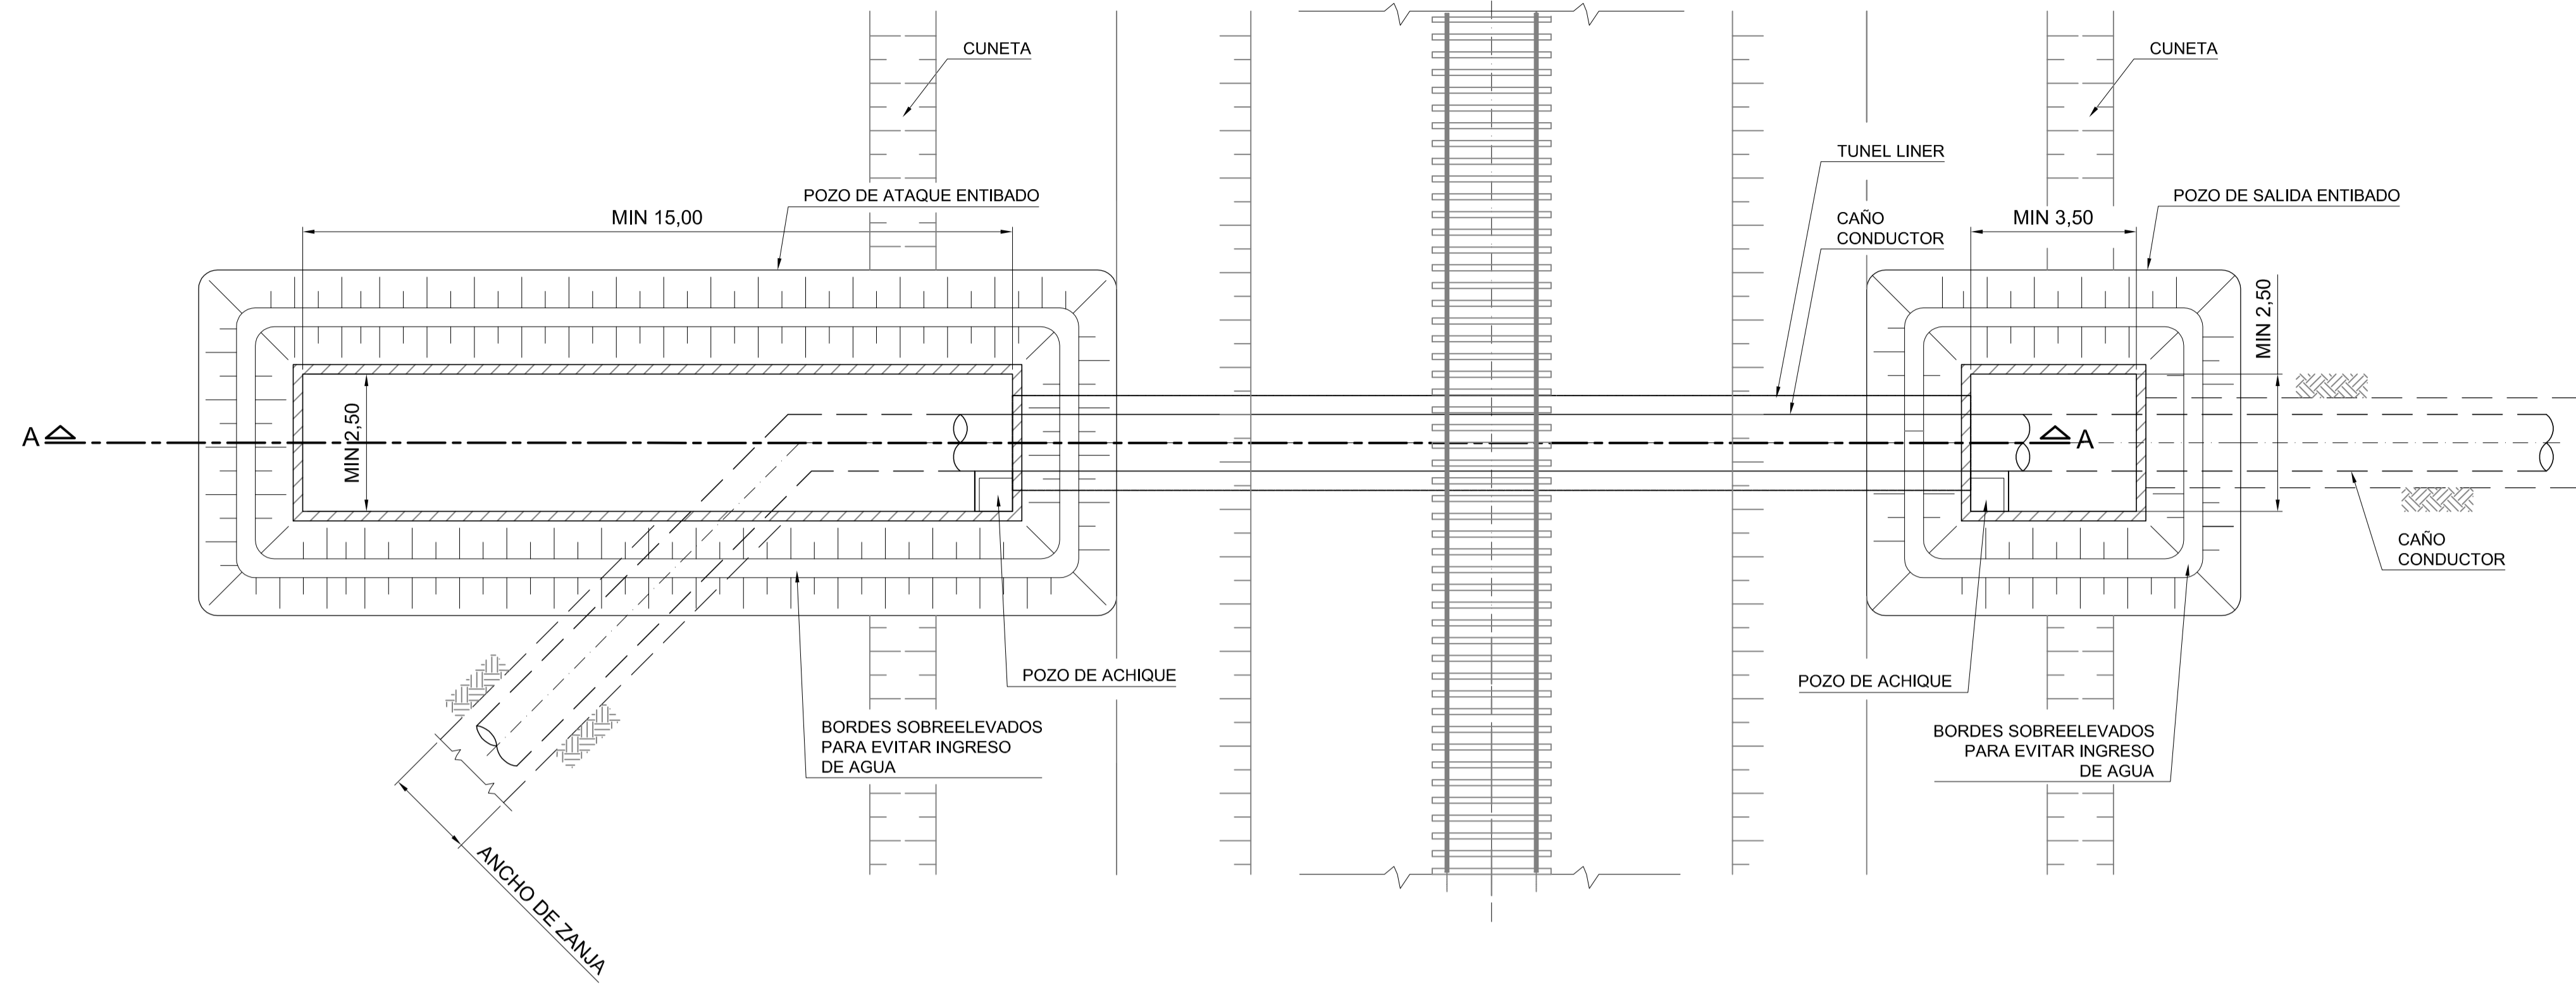 CUNETA
CUNETA
TUNEL LINER
POZO DE ATAQUE ENTIBADO
POZO DE SALIDA ENTIBADO
MIN 15,00
CAÑO
CONDUCTOR
MIN 3,50
MIN 2,50
MIN 2,50
A
A
CAÑO
CONDUCTOR
POZO DE ACHIQUE
POZO DE ACHIQUE
BORDES SOBREELEVADOS
PARA EVITAR INGRESO
DE AGUA
BORDES SOBREELEVADOS
PARA EVITAR INGRESO
DE AGUA
ANCHO DE ZANJA